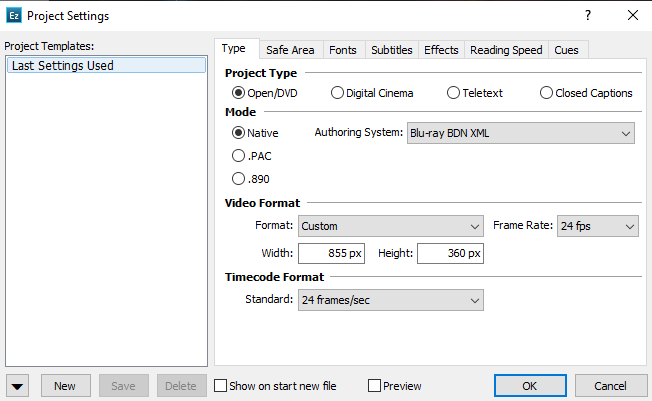 Ez Project Settings ?
Project Templates:
Last Settings Used
Type Safe Area Fonts Subtitles Effects Reading Speed Cues
Project Type
Open/DVD Digital Cinema Teletext Closed Captions
Mode
Native Authoring System: Blu-ray BDN XML
.PAC
.890
Video Format
Format: Custom Frame Rate: 24 fps
Width: 855 px Height: 360 px
Timecode Format
Standard: 24 frames/sec
New Save Delete Show on start new file Preview OK Cancel